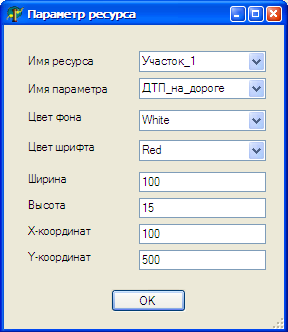 Параметр ресурса
Имя ресурса Участок_1
Имя параметра ДТП_на_дороге
Цвет фона White
Цвет шрифта Red
Ширина 100
Высота 15
X-координат 100
Y-координат 500
OK